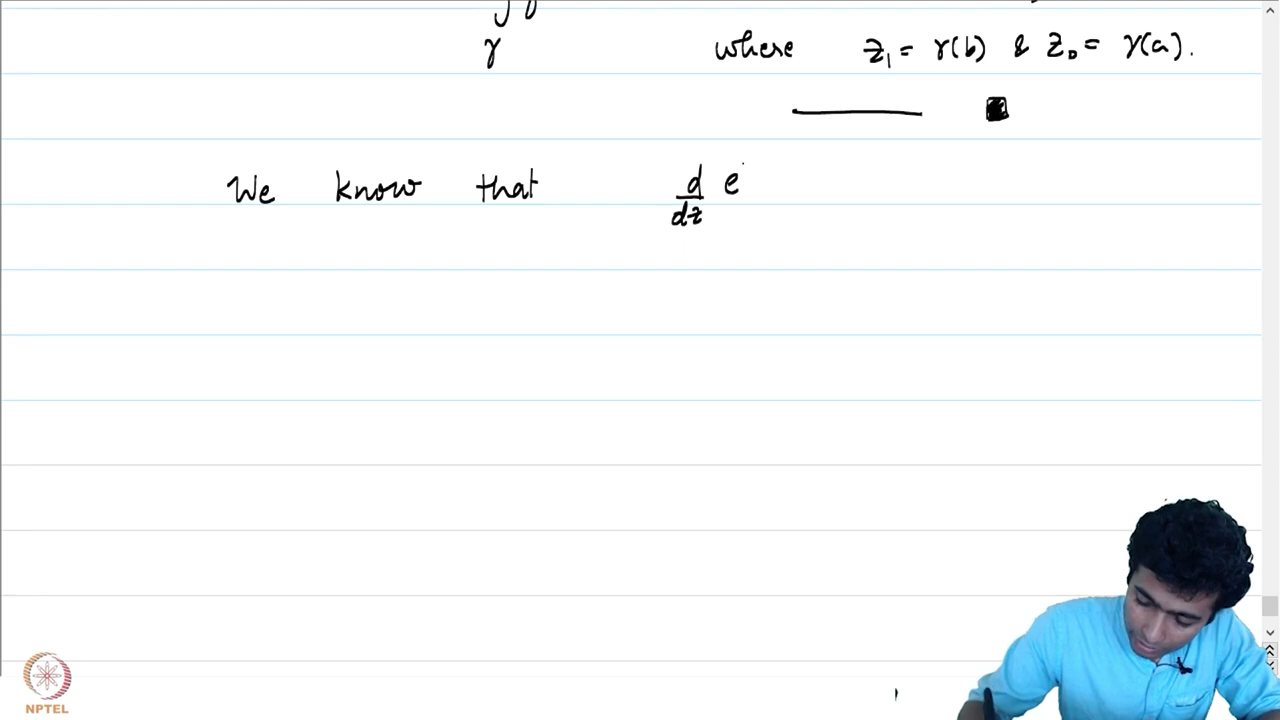 γ
where z₁ = γ(b) & z₀ = γ(a).
We know that d/dz e
NPTEL